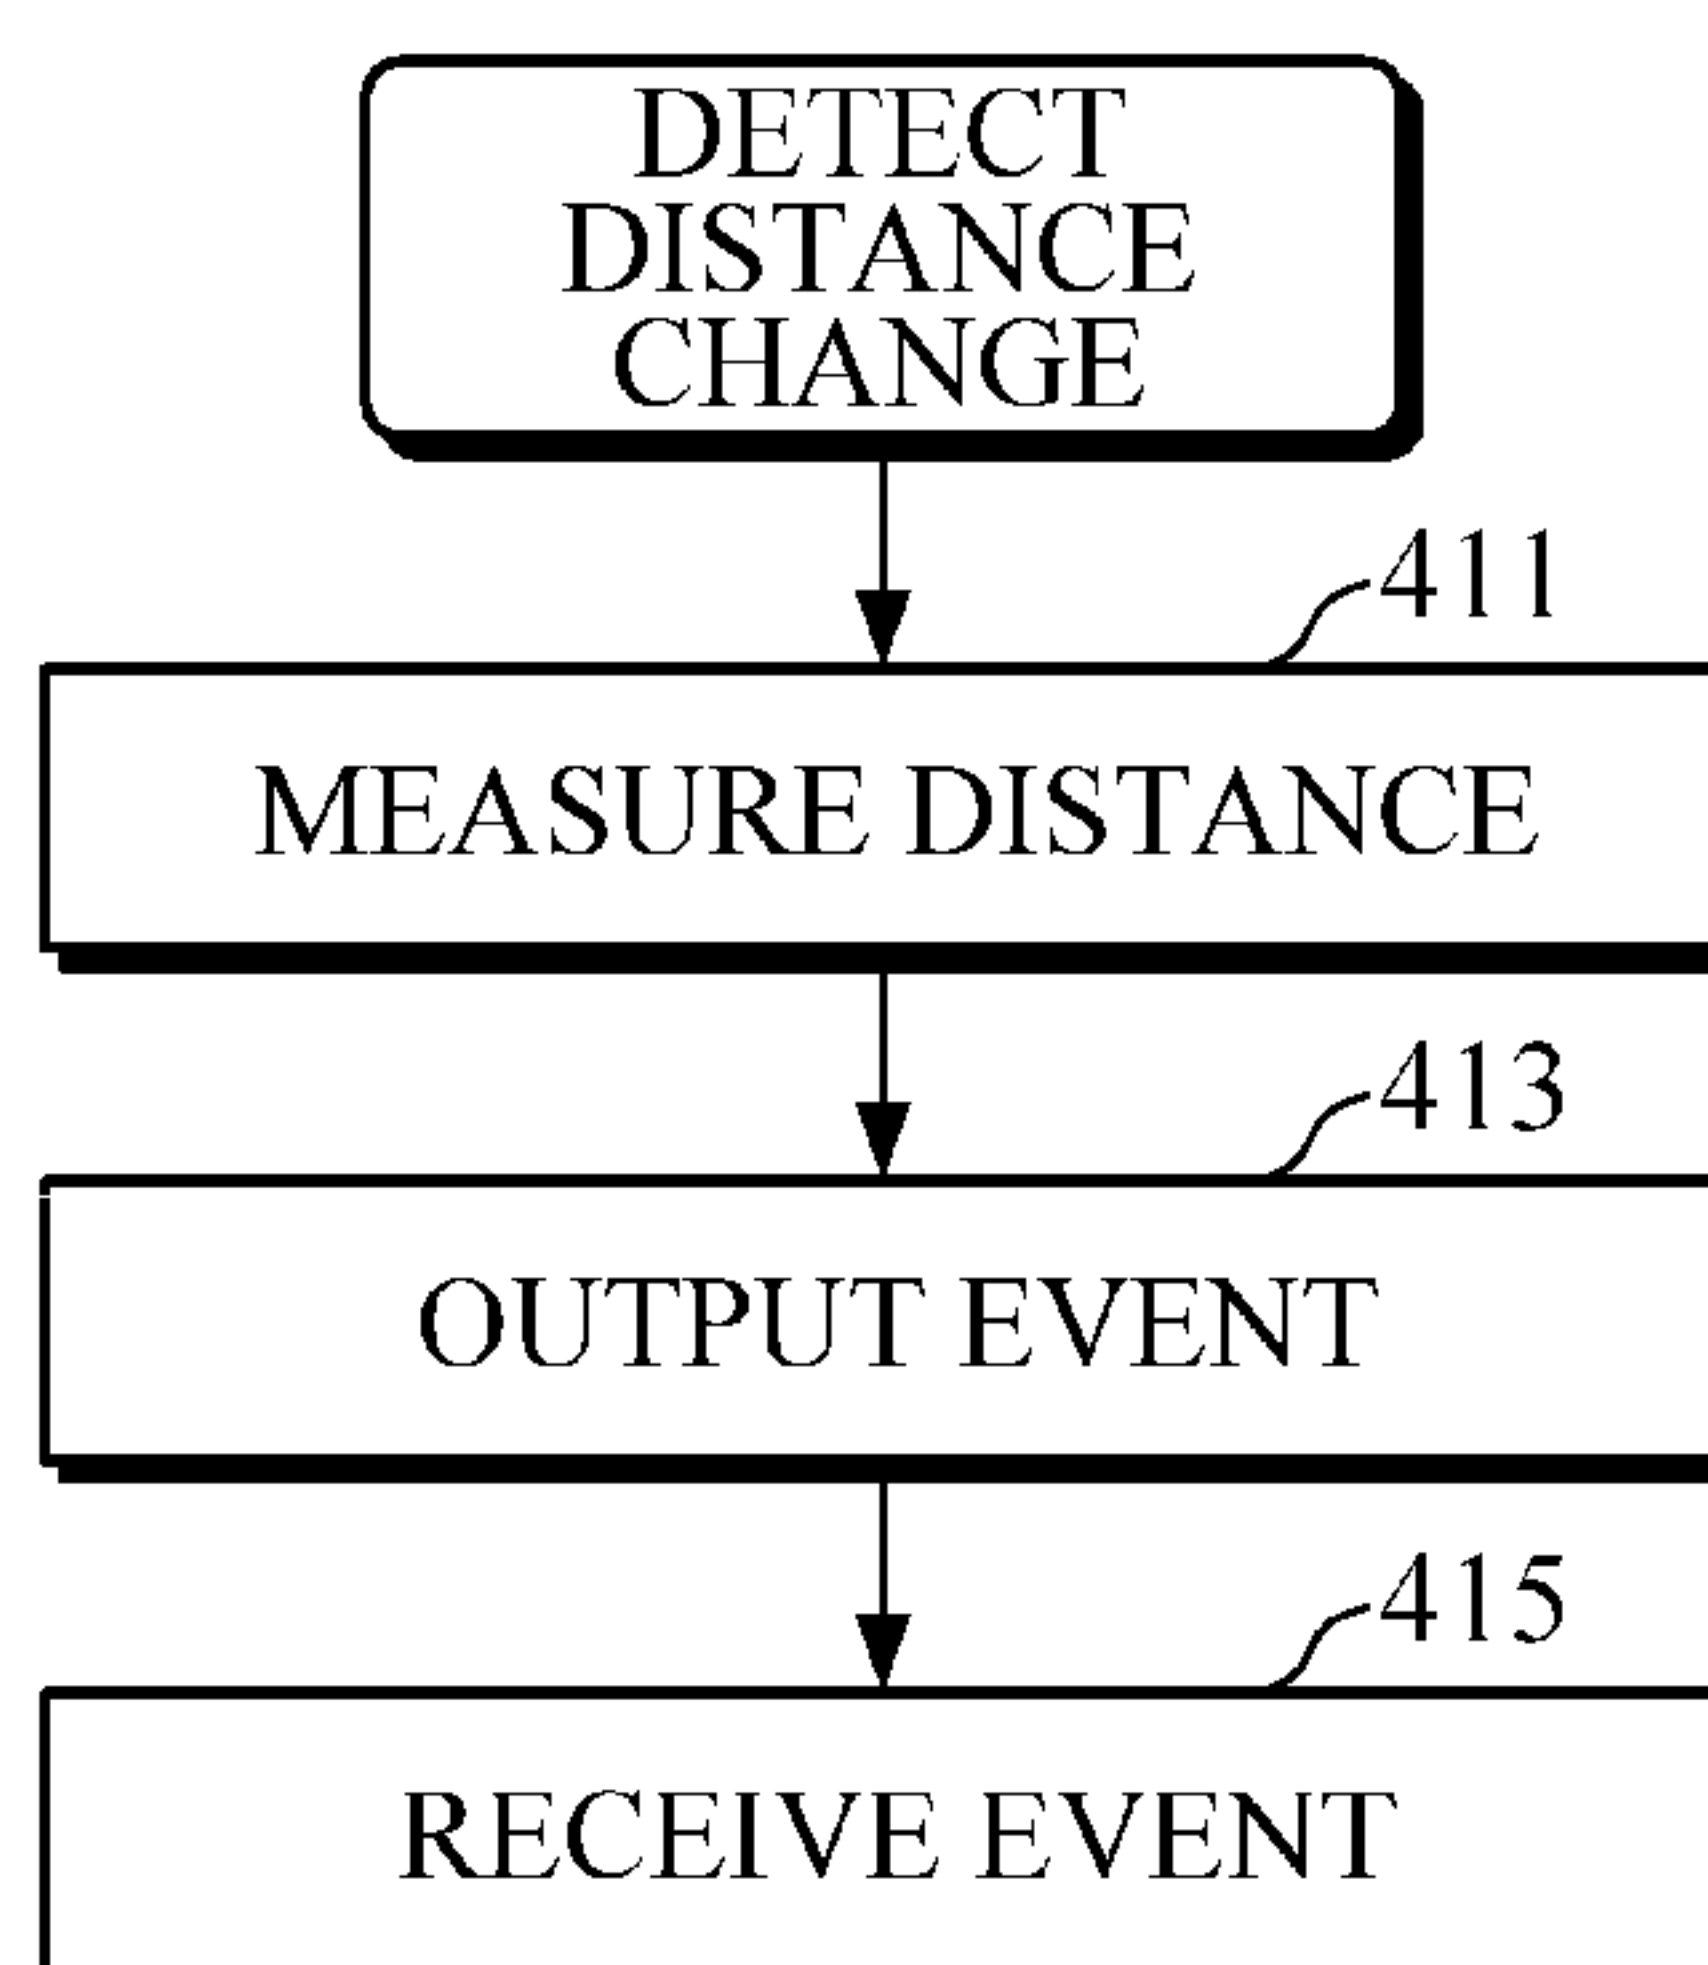 DETECT
DISTANCE
CHANGE
411
MEASURE DISTANCE
413
OUTPUT EVENT
415
RECEIVE EVENT